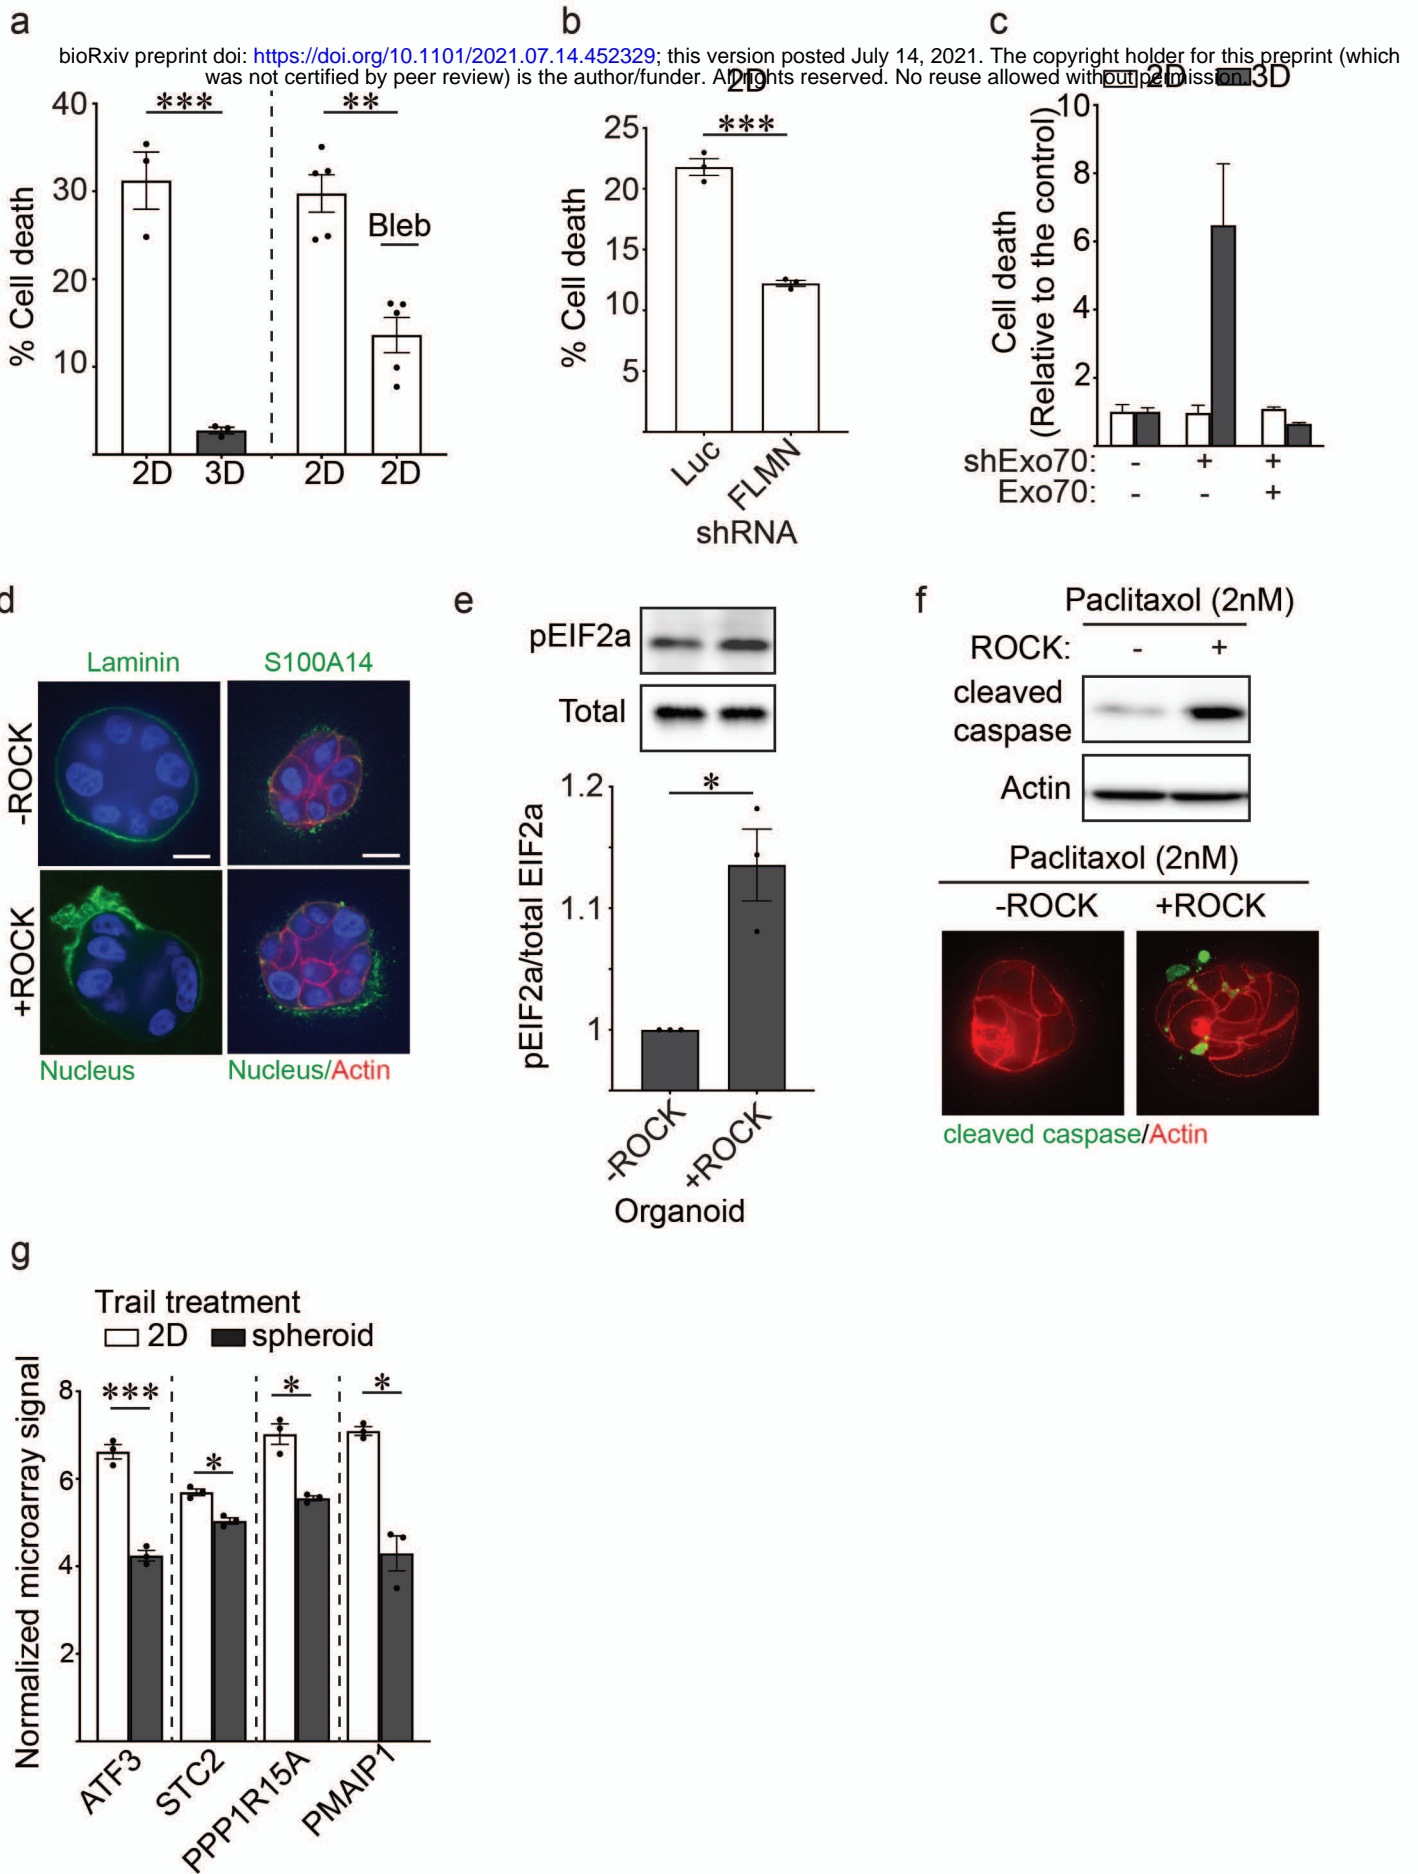 a
b
c
bioRxiv preprint doi: https://doi.org/10.1101/2021.07.14.452329; this version posted July 14, 2021. The copyright holder for this preprint (which
was not certified by peer review) is the author/funder. All rights reserved. No reuse allowed without permission.
% Cell death
40
30
20
10
***
**
Bleb
2D
3D
2D
2D
2D
% Cell death
25
20
15
10
5
***
Luc
FLMN
shRNA
2D
3D
Cell death
(Relative to the control)
10
8
6
4
2
shExo70: - + +
Exo70: - - +
d
Laminin
S100A14
-ROCK
+ROCK
Nucleus
Nucleus/Actin
e
pEIF2a
Total
pEIF2a/total EIF2a
1.2
1.1
1
*
-ROCK
+ROCK
Organoid
f
Paclitaxol (2nM)
ROCK: - +
cleaved
caspase
Actin
Paclitaxol (2nM)
-ROCK
+ROCK
cleaved caspase/Actin
g
Trail treatment
2D
spheroid
Normalized microarray signal
8
6
4
2
***
*
*
*
ATF3
STC2
PPP1R15A
PMAIP1